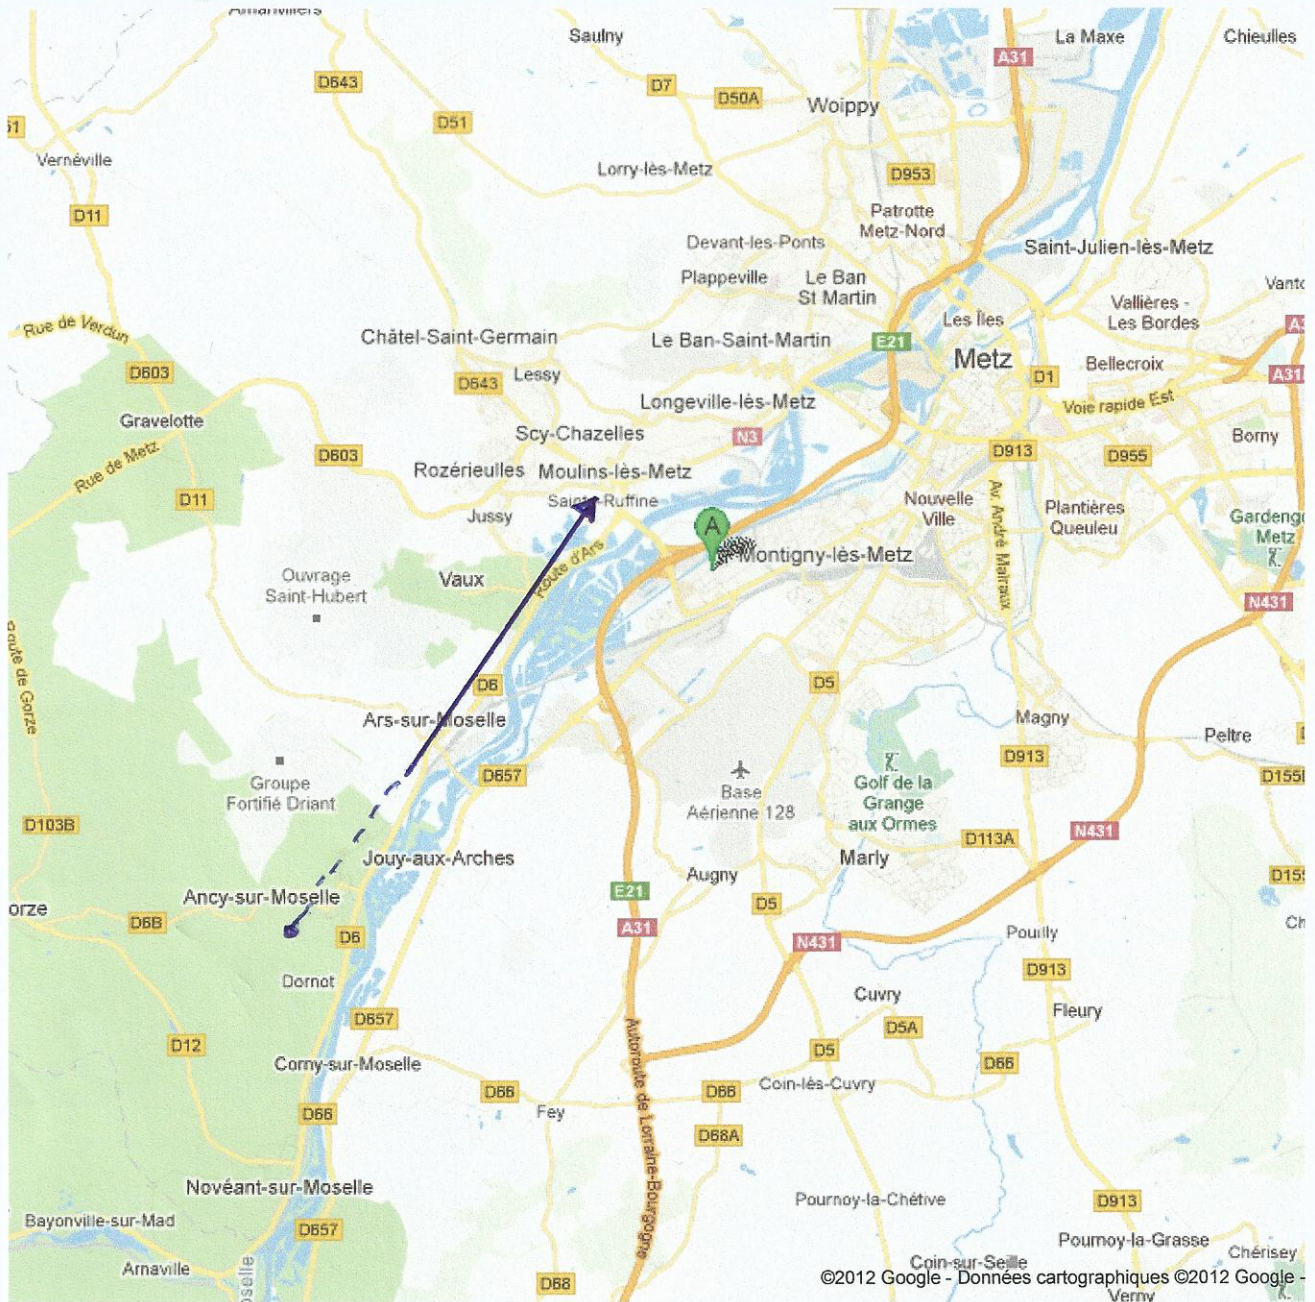 Amanvillers
Saulny
La Maxe
Chieulles
A31
D643
D7
D50A
Woippy
D51
Vernéville
Lorry-lès-Metz
D953
D11
Patrotte
Metz-Nord
Devant-les-Ponts
Saint-Julien-lès-Metz
Plappeville
Le Ban
St Martin
Vallières -
Les Bordes
Rue de Verdun
Châtel-Saint-Germain
Le Ban-Saint-Martin
E21
Les Îles
Metz
Bellecroix
D603
D643
Lessy
D1
A31
Longeville-lès-Metz
Voie rapide Est
Gravelotte
Scy-Chazelles
N3
Borny
Rue de Metz
D603
Rozérieulles
Moulins-lès-Metz
D913
D955
D11
Sainte-Ruffine
Jussy
Nouvelle
Ville
Av. André Malraux
Plantières
Queuleu
A
Montigny-lès-Metz
Route d'Ars
Ouvrage
Saint-Hubert
Vaux
Metz
N431
Route de Gorze
D6
D5
Ars-sur-Moselle
Magny
Peltre
D913
Groupe
Fortifié Driant
D657
Base
Aérienne 128
Golf de la
Grange
aux Ormes
D103B
N431
D113A
Jouy-aux-Arches
Marly
Augny
Ancy-sur-Moselle
E21
D5
D6B
D6
A31
N431
Pouilly
Dornot
D913
Cuvry
D657
Fleury
D12
D5A
Corny-sur-Moselle
D5
D66
D66
D66
Coin-lès-Cuvry
D66
Fey
D68A
Autoroute de Lorraine-Bourgogne
Novéant-sur-Moselle
Pournoy-la-Chétive
D913
Bayonville-sur-Mad
D657
Pournoy-la-Grasse
Arnaville
Chérisey
Coin-sur-Seille
D68
©2012 Google - Données cartographiques ©2012 Google -
Verny